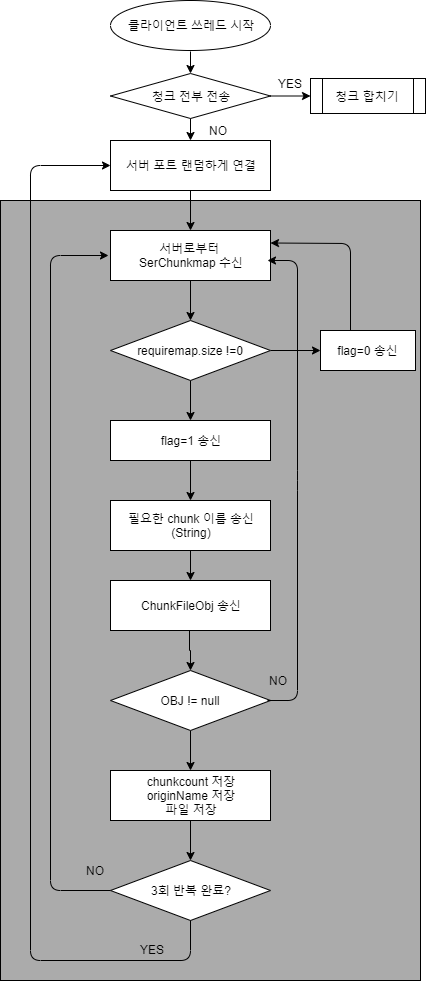 클라이언트 쓰레드 시작
청크 전부 전송
YES
청크 합치기
NO
서버 포트 랜덤하게 연결
서버로부터
SerChunkmap 수신
requiremap.size !=0
flag=0 송신
flag=1 송신
필요한 chunk 이름 송신
(String)
ChunkFileObj 송신
NO
OBJ != null
chunkcount 저장
originName 저장
파일 저장
NO
3회 반복 완료?
YES